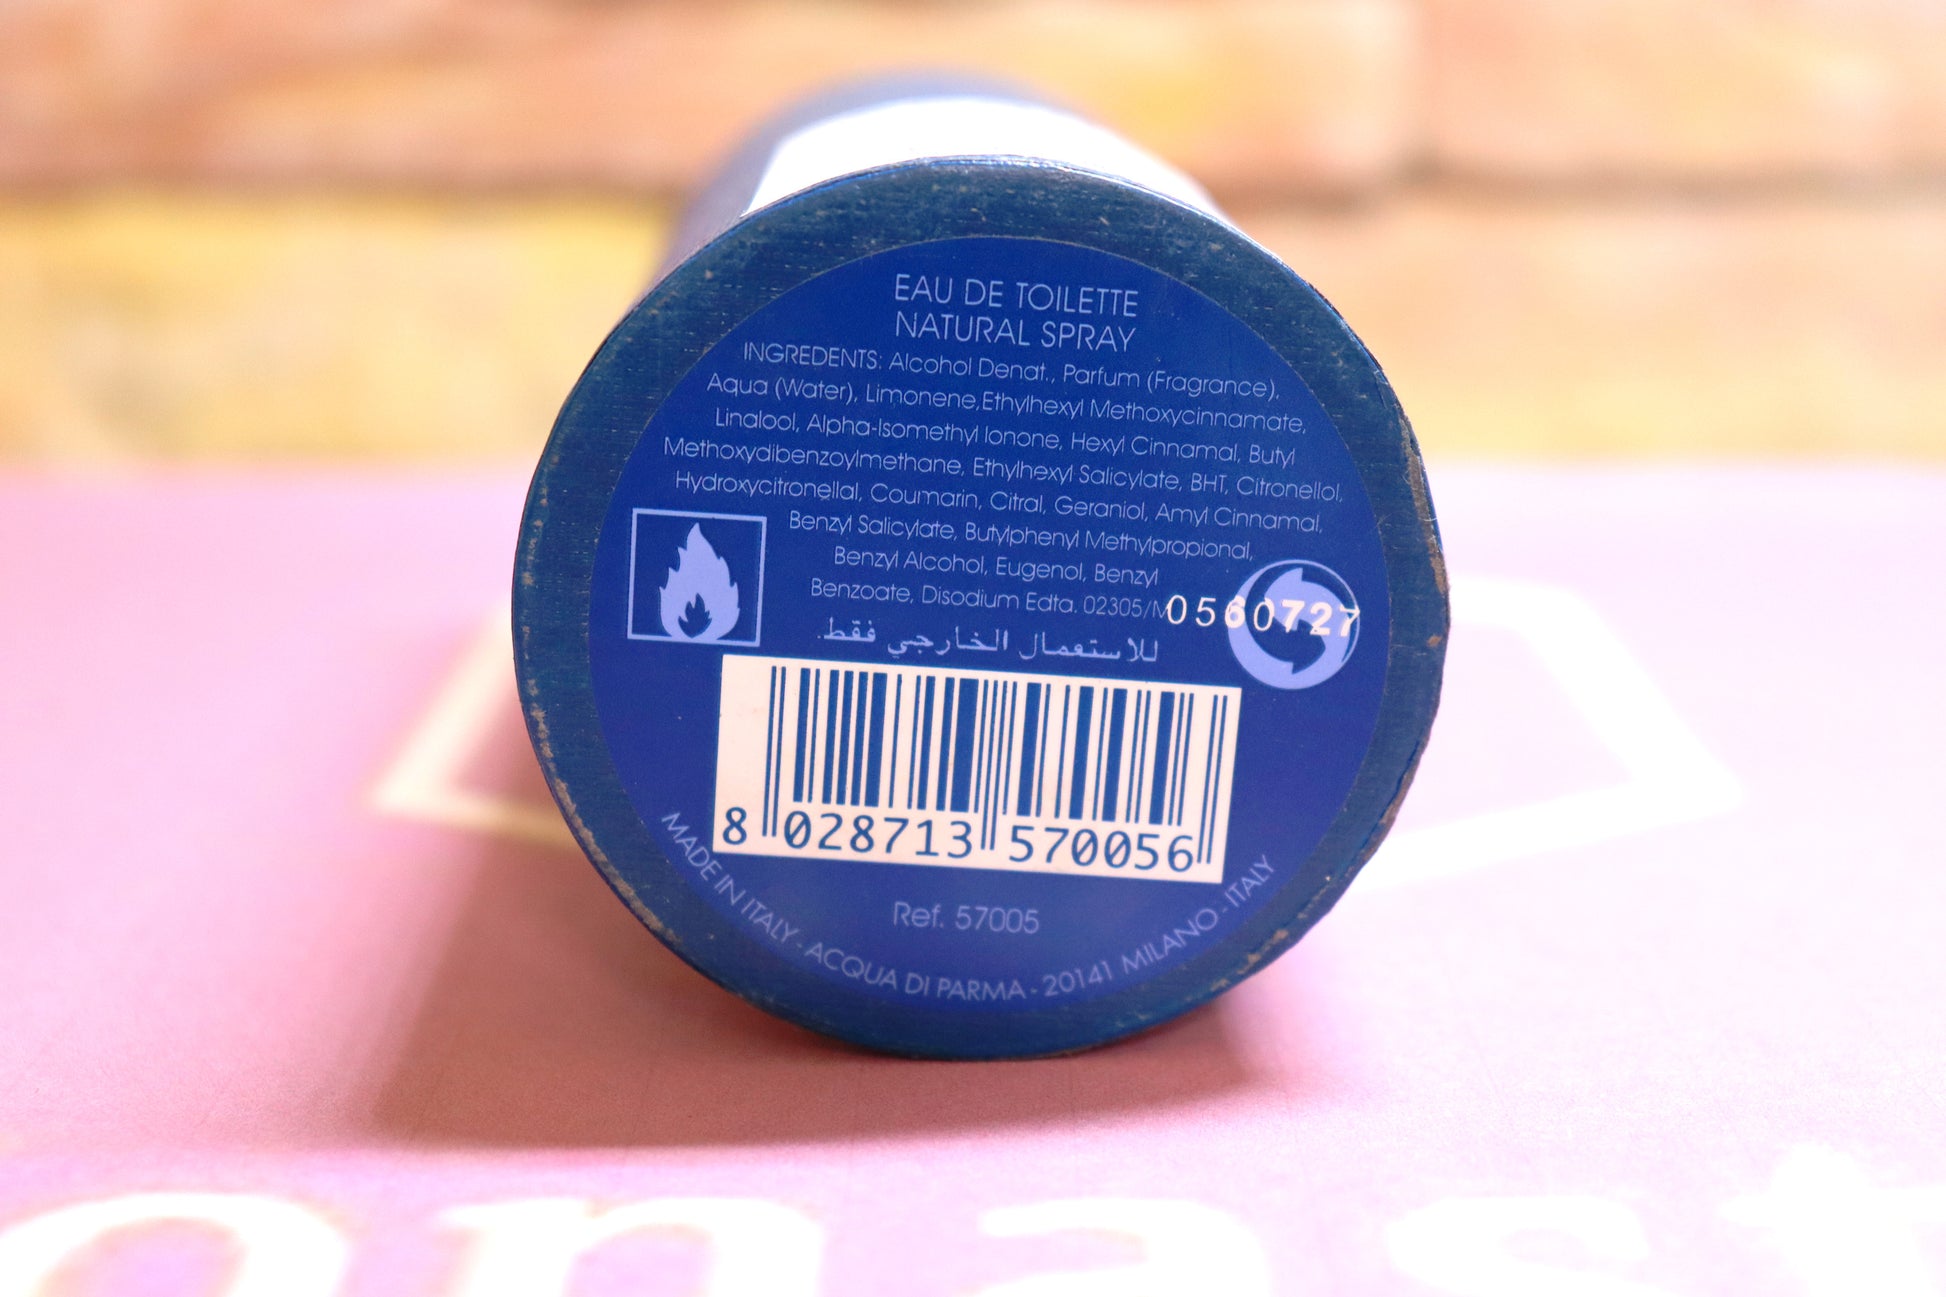 EAU DE TOILETTE
NATURAL SPRAY
INGREDENTS: Alcohol Denat., Parfum (Fragrance),
Aqua (Water), Limonene,Ethylhexyl Methoxycinnamate,
Linalool, Alpha-Isomethyl Ionone, Hexyl Cinnamal, Butyl
Methoxydibenzoylmethane, Ethylhexyl Salicylate, BHT, Citronellol,
Hydroxycitronellal, Coumarin, Citral, Geraniol, Amyl Cinnamal,
Benzyl Salicylate, Butylphenyl Methylpropional,
Benzyl Alcohol, Eugenol, Benzyl
Benzoate, Disodium Edta. 02305/M
0560727
للاستعمال الخارجي فقط.
8 028713 570056
Ref. 57005
MADE IN ITALY - ACQUA DI PARMA - 20141 MILANO - ITALY